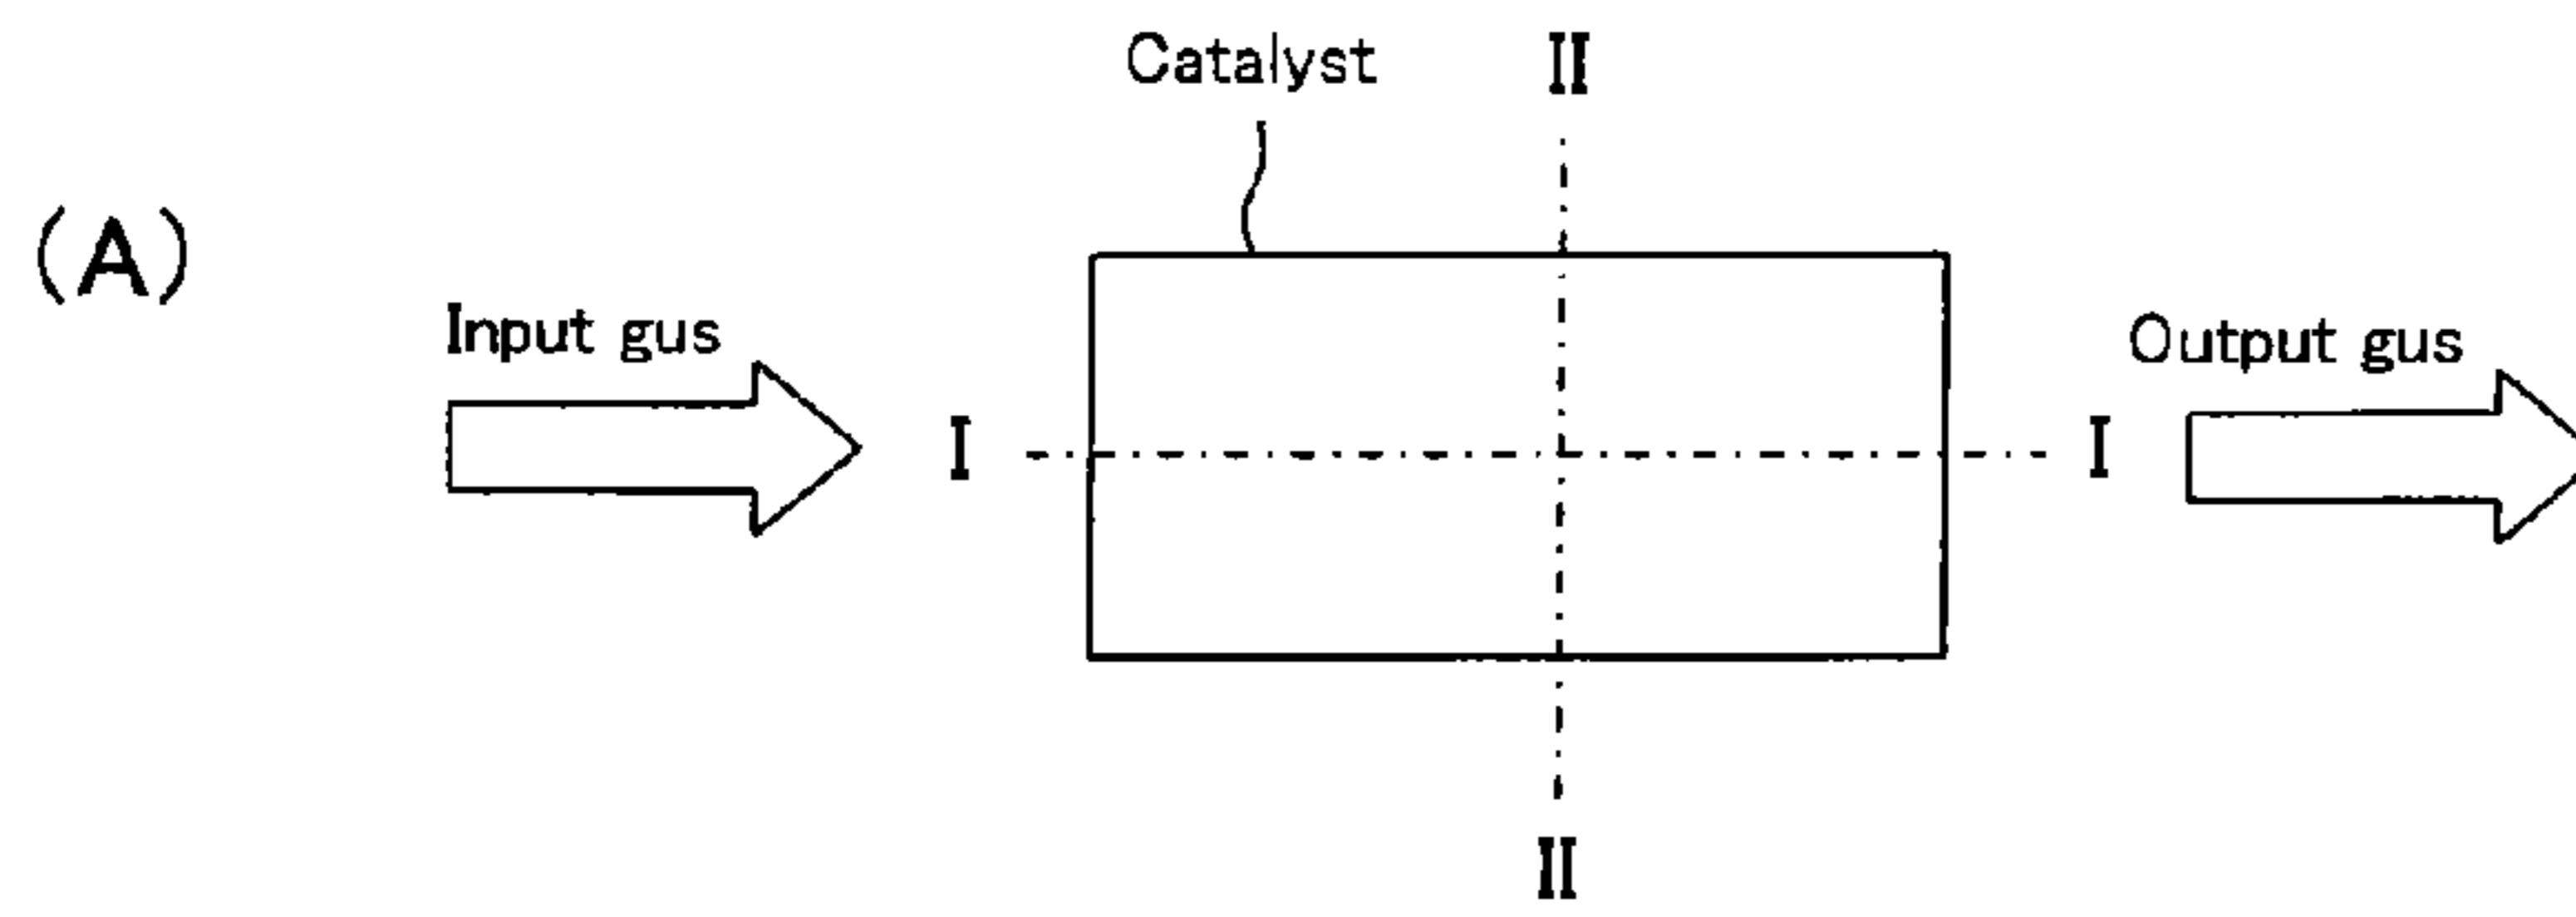 Catalyst
II
(A)
Input gus
Output gus
I
I
II